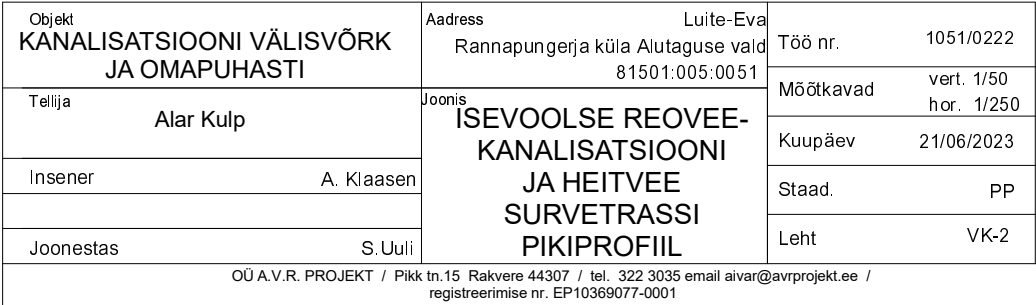 Objekt
KANALISATSIOONI VÄLISVÕRK
JA OMAPUHASTI
Aadress
Luite-Eva
Rannapungerja küla Alutaguse vald
81501:005:0051
Töö nr. 1051/0222
Mõõtkavad vert. 1/50
hor. 1/250
Tellija
Alar Kulp
Joonis
ISEVOOLSE REOVEE-
KANALISATSIOONI
JA HEITVEE
SURVETRASSI
PIKIPROFIIL
Kuupäev 21/06/2023
Insener A. Klaasen
Staad. PP
Joonestas S.Uuli
Leht VK-2
OÜ A.V.R. PROJEKT / Pikk tn.15 Rakvere 44307 / tel. 322 3035 email aivar@avrprojekt.ee /
registreerimise nr. EP10369077-0001